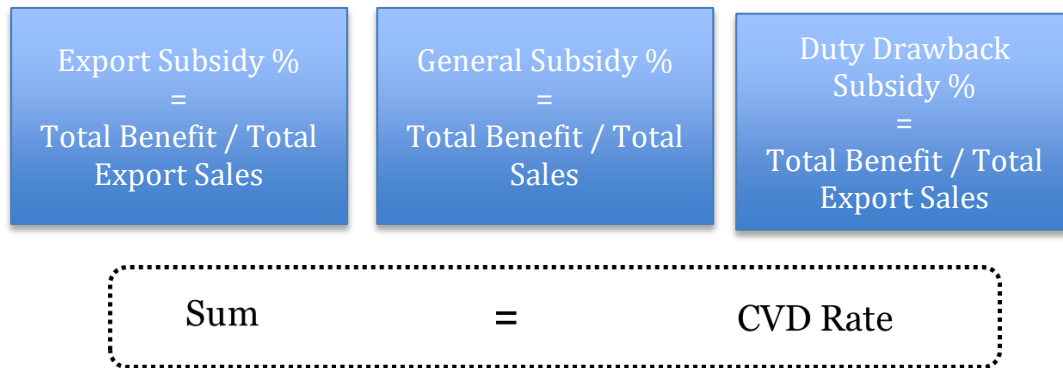 Export Subsidy %
=
Total Benefit / Total
Export Sales
General Subsidy %
=
Total Benefit / Total
Sales
Duty Drawback
Subsidy %
=
Total Benefit / Total
Export Sales
Sum = CVD Rate